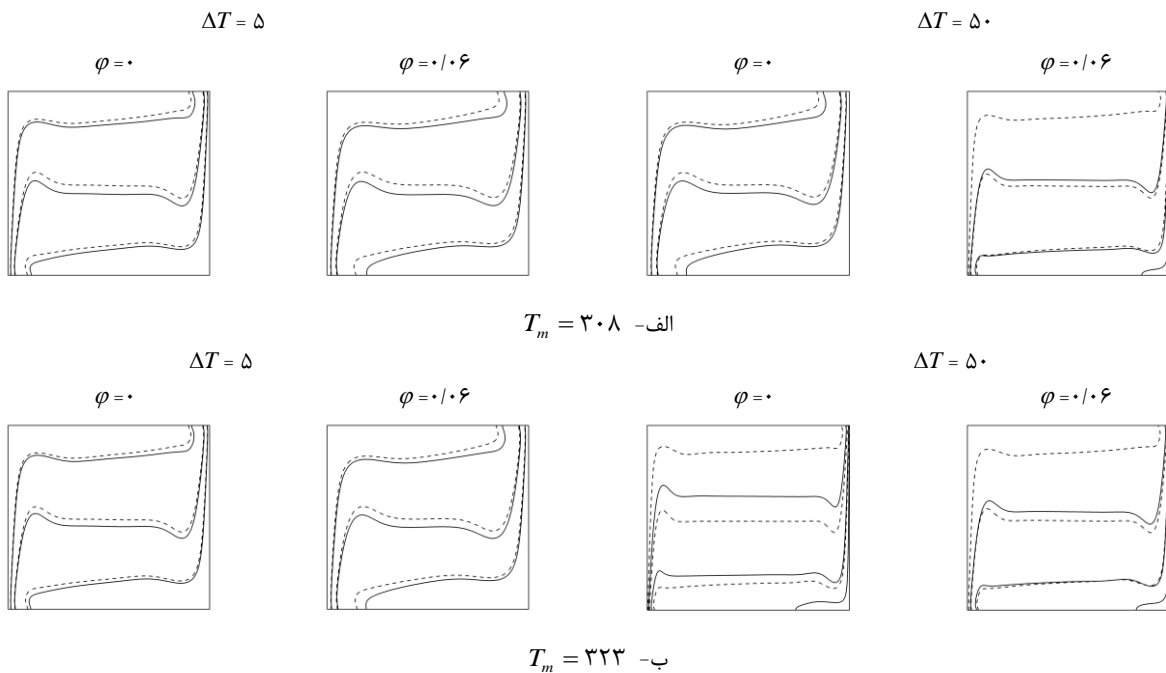 ΔT = ۵
ΔT = ۵۰
φ = ۰
φ = ۰/۰۶
φ = ۰
φ = ۰/۰۶
الف- T_m = ۳۰۸
ΔT = ۵
ΔT = ۵۰
φ = ۰
φ = ۰/۰۶
φ = ۰
φ = ۰/۰۶
ب- T_m = ۳۲۳